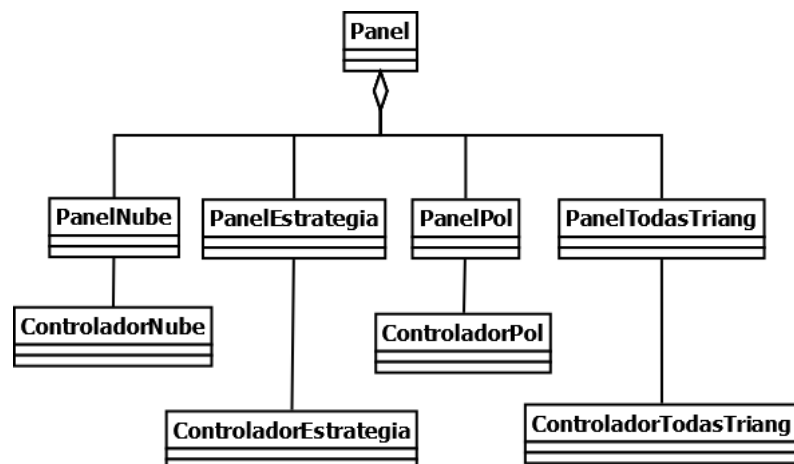 Panel
PanelNube
PanelEstrategia
PanelPol
PanelTodasTriang
ControladorNube
ControladorPol
ControladorEstrategia
ControladorTodasTriang